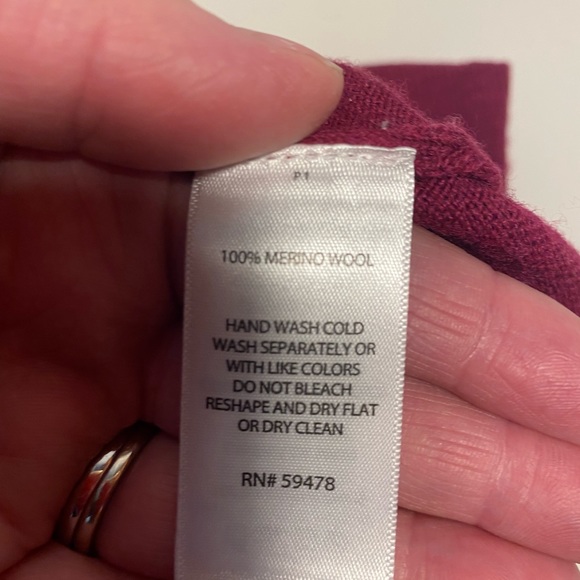 P1
100% MERINO WOOL
HAND WASH COLD
WASH SEPARATELY OR
WITH LIKE COLORS
DO NOT BLEACH
RESHAPE AND DRY FLAT
OR DRY CLEAN
RN# 59478